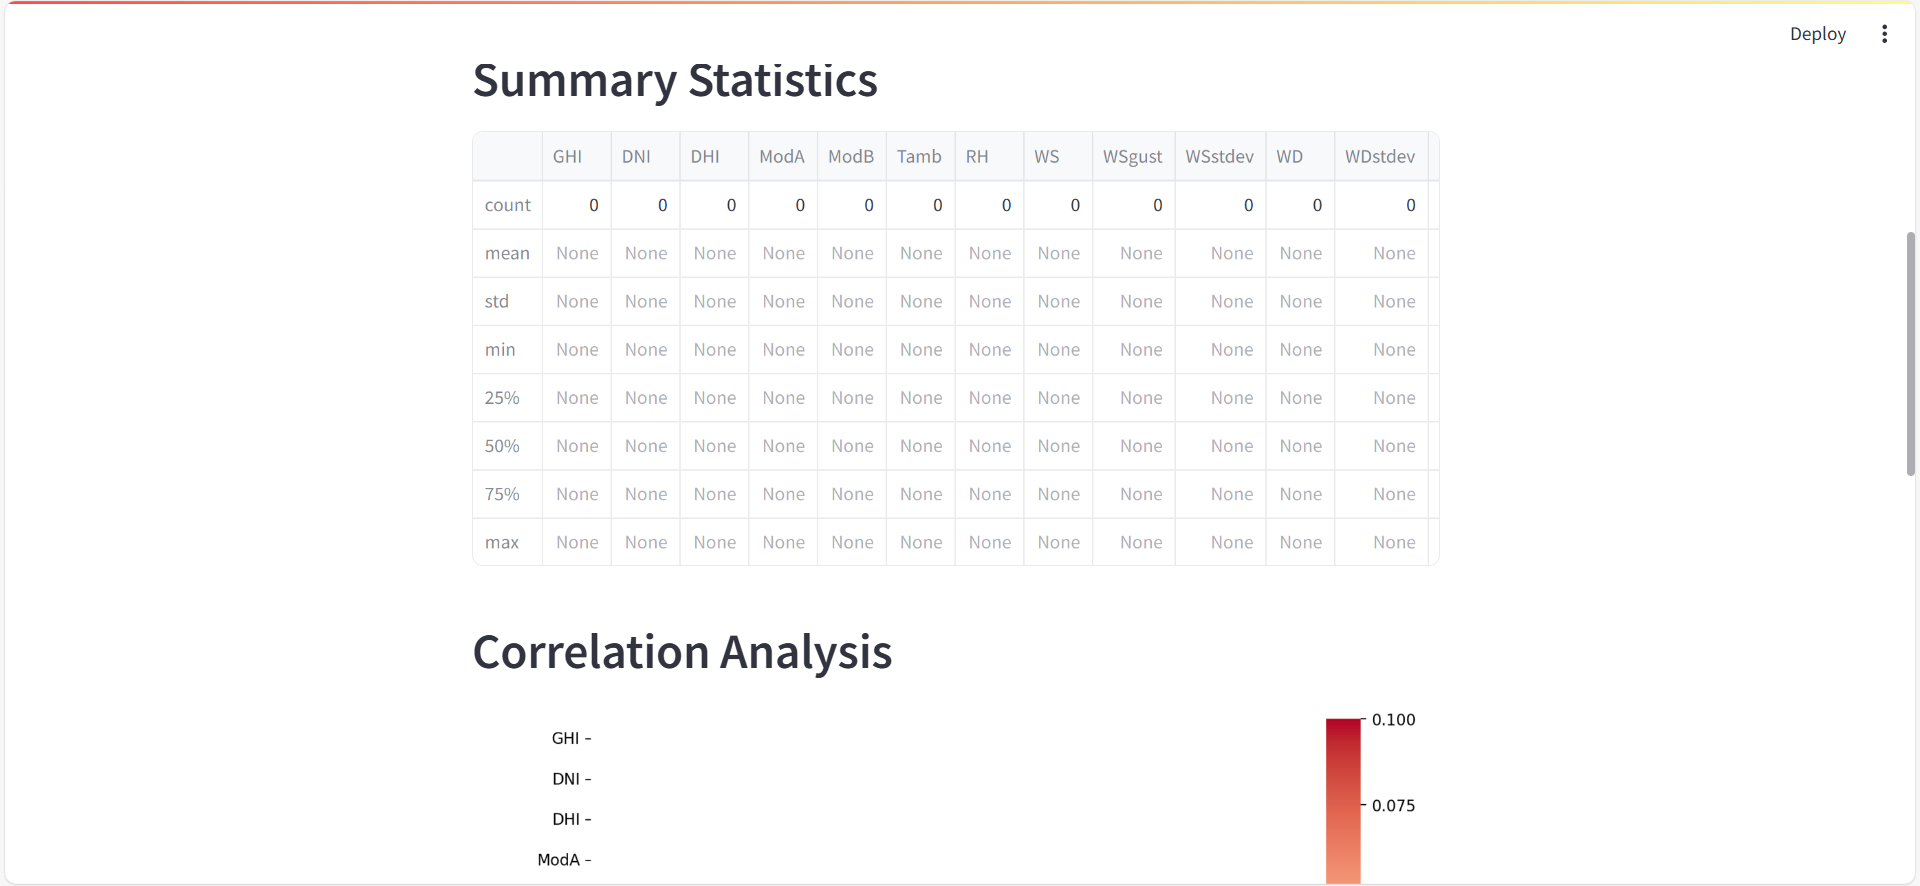 Deploy
Summary Statistics
GHI DNI DHI ModA ModB Tamb RH WS WSgust WSstdev WD WDstdev
count 0 0 0 0 0 0 0 0 0 0 0 0
mean None None None None None None None None None None None None
std None None None None None None None None None None None None
min None None None None None None None None None None None None
25% None None None None None None None None None None None None
50% None None None None None None None None None None None None
75% None None None None None None None None None None None None
max None None None None None None None None None None None None
Correlation Analysis
GHI
DNI
DHI
ModA
0.100
0.075